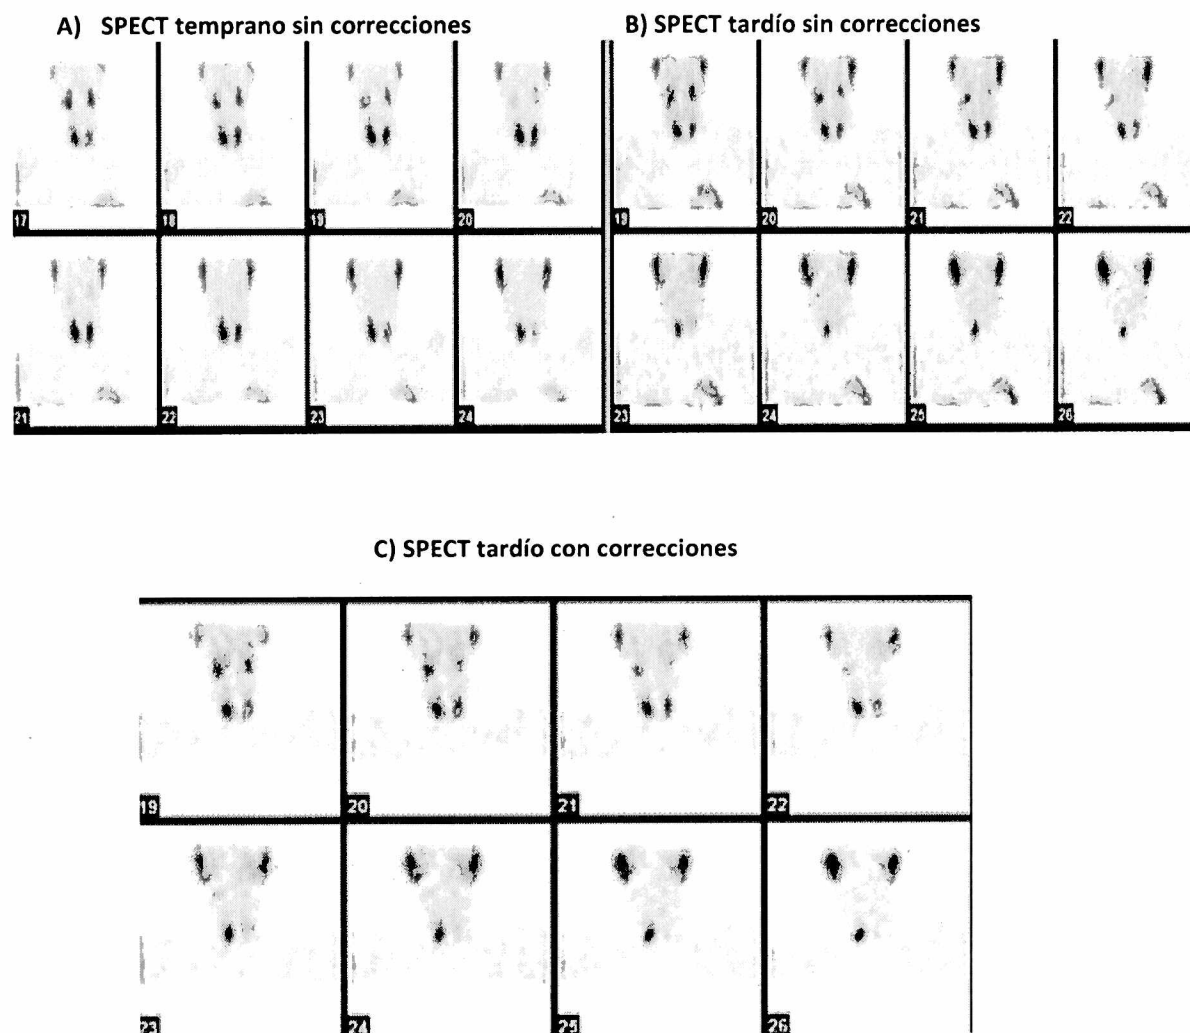 A) SPECT temprano sin correcciones
B) SPECT tardío sin correcciones
17 18 19 20
19 20 21 22
21 22 23 24
23 24 25 26
C) SPECT tardío con correcciones
19 20 21 22
23 24 25 26